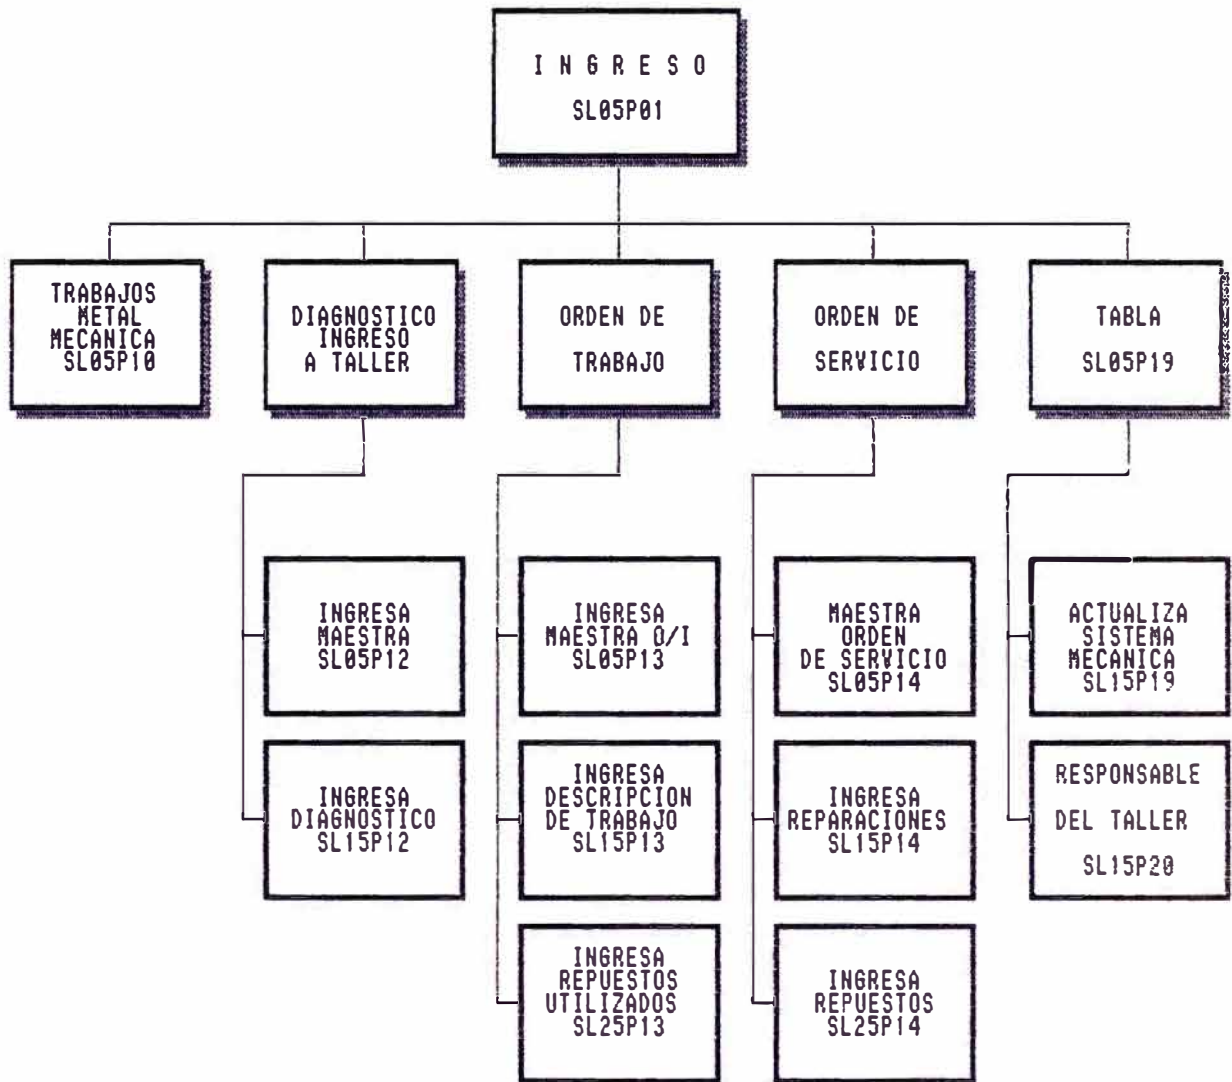 I N G R E S O
SL05P01
TRABAJOS
METAL
MECANICA
SL05P10
DIAGNOSTICO
INGRESO
A TALLER
ORDEN DE
TRABAJO
ORDEN DE
SERVICIO
TABLA
SL05P19
INGRESA
MAESTRA
SL05P12
INGRESA
MAESTRA O/I
SL05P13
MAESTRA
ORDEN
DE SERVICIO
SL05P14
ACTUALIZA
SISTEMA
MECANICA
SL15P19
INGRESA
DIAGNOSTICO
SL15P12
INGRESA
DESCRIPCION
DE TRABAJO
SL15P13
INGRESA
REPARACIONES
SL15P14
RESPONSABLE
DEL TALLER
SL15P20
INGRESA
REPUESTOS
UTILIZADOS
SL25P13
INGRESA
REPUESTOS
SL25P14